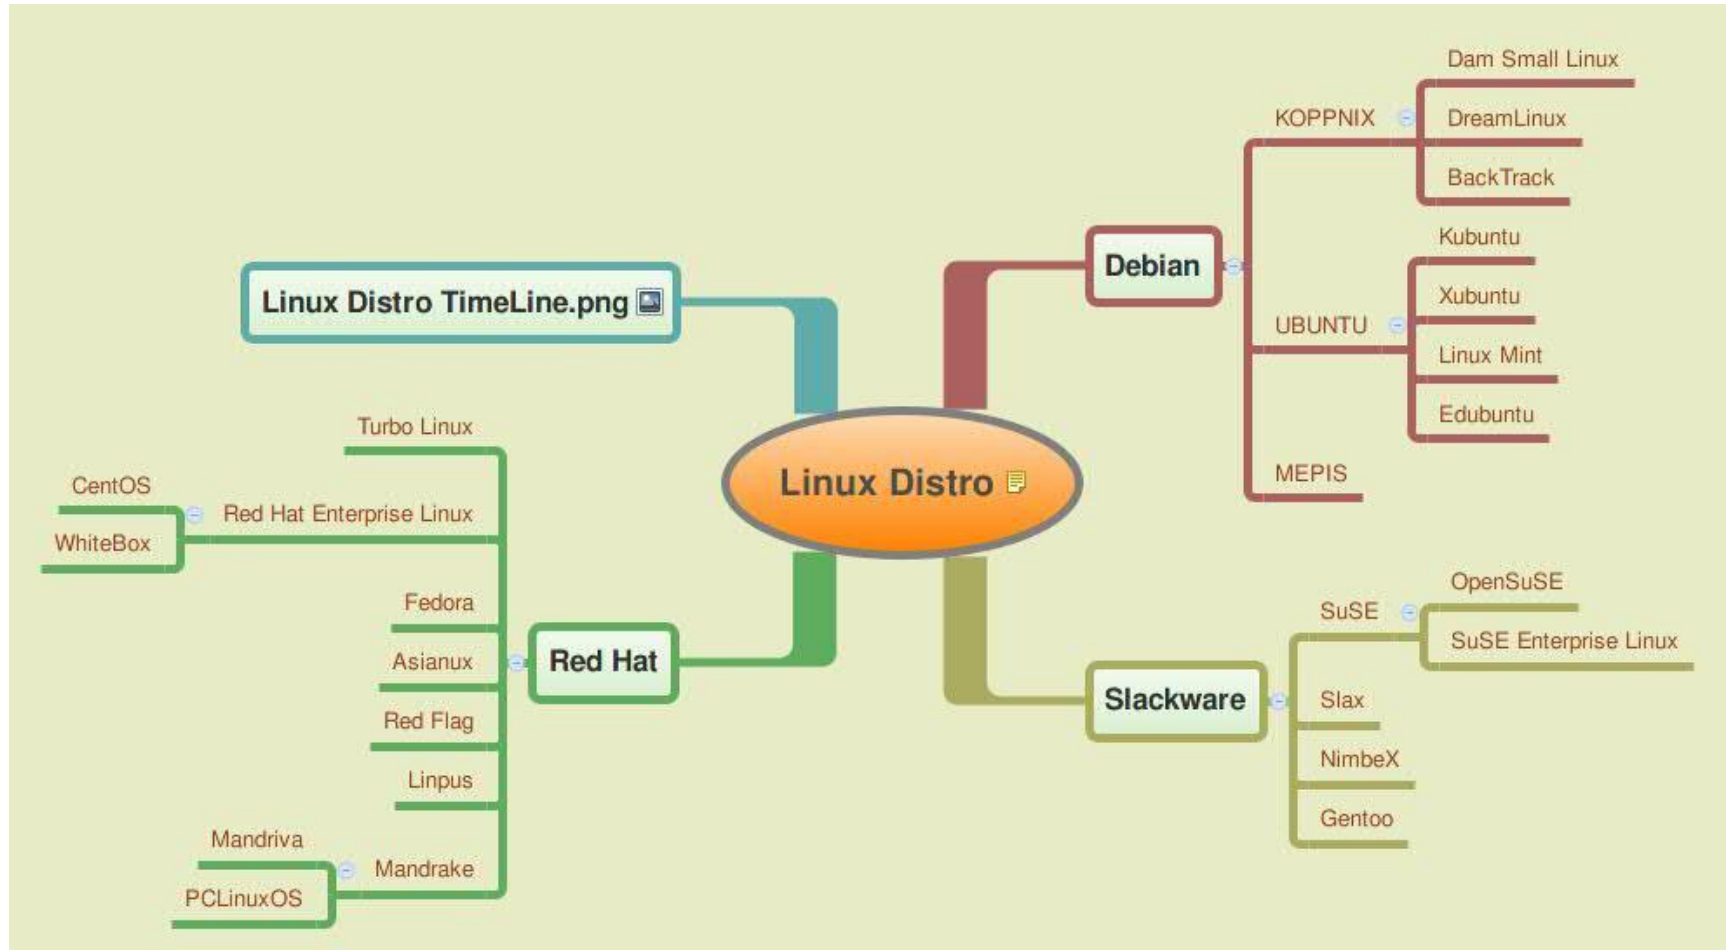 Linux Distro
Linux Distro TimeLine.png
Debian
KOPPNIX
Dam Small Linux
DreamLinux
BackTrack
UBUNTU
Kubuntu
Xubuntu
Linux Mint
Edubuntu
MEPIS
Slackware
SuSE
OpenSuSE
SuSE Enterprise Linux
Slax
NimbeX
Gentoo
Red Hat
Turbo Linux
Red Hat Enterprise Linux
CentOS
WhiteBox
Fedora
Asianux
Red Flag
Linpus
Mandrake
Mandriva
PCLinuxOS